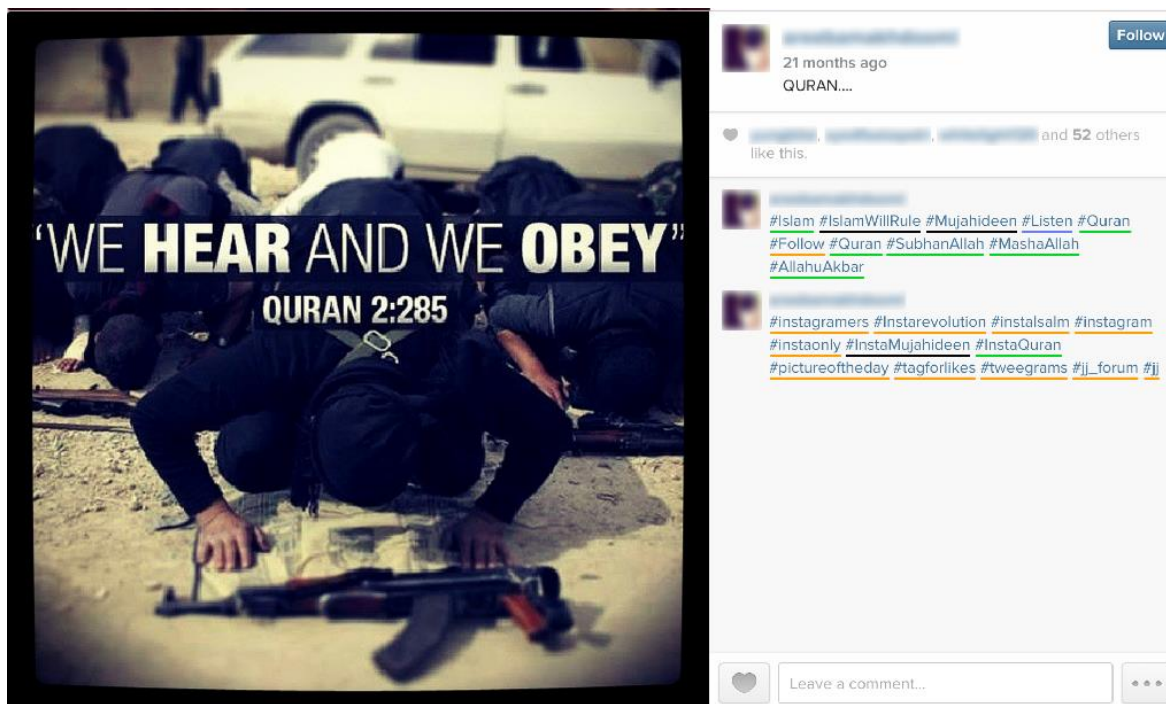 "WE HEAR AND WE OBEY"
QURAN 2:285
Follow
21 months ago
QURAN....
and 52 others
like this.
#Islam #IslamWillRule #Mujahideen #Listen #Quran
#Follow #Quran #SubhanAllah #MashaAllah
#AllahuAkbar
#instagramers #Instarevolution #instalsalm #instagram
#instaonly #InstaMujahideen #InstaQuran
#pictureoftheday #tagforlikes #tweegrams #jj_forum #jj
Leave a comment...